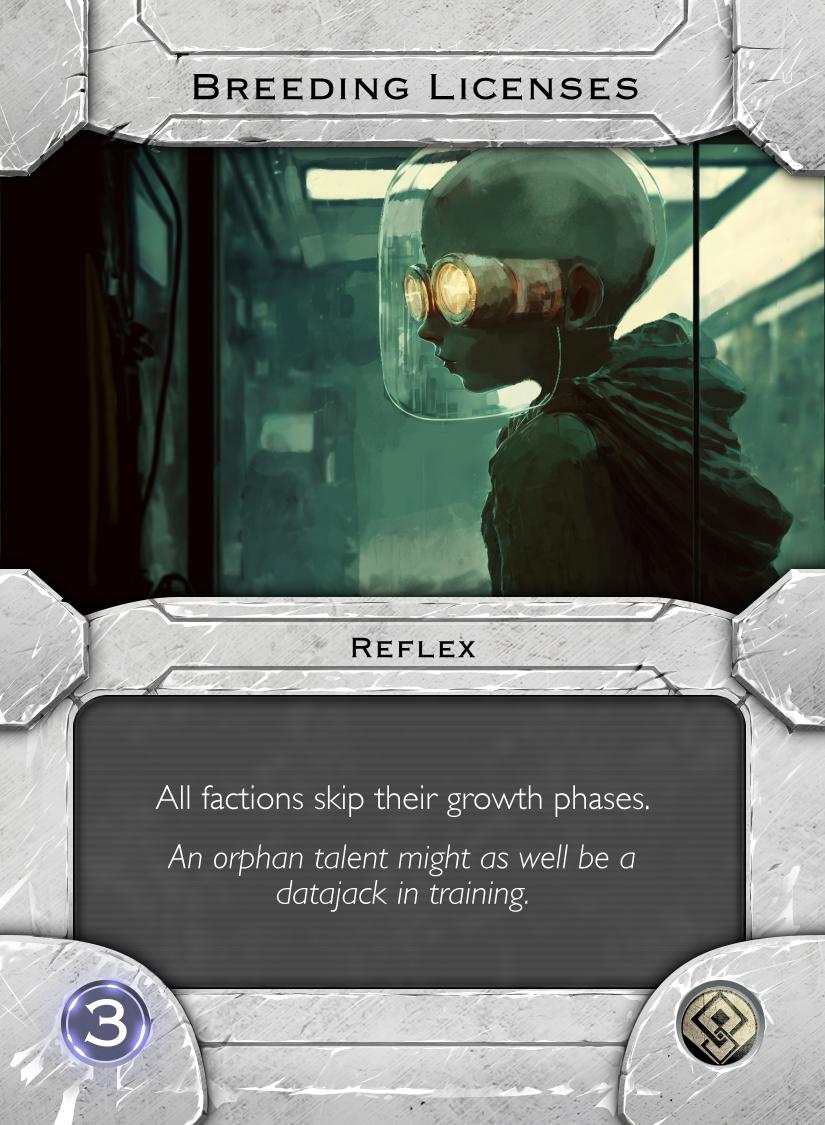 Breeding Licenses
Reflex
All factions skip their growth phases.
An orphan talent might as well be a
datajack in training.
3